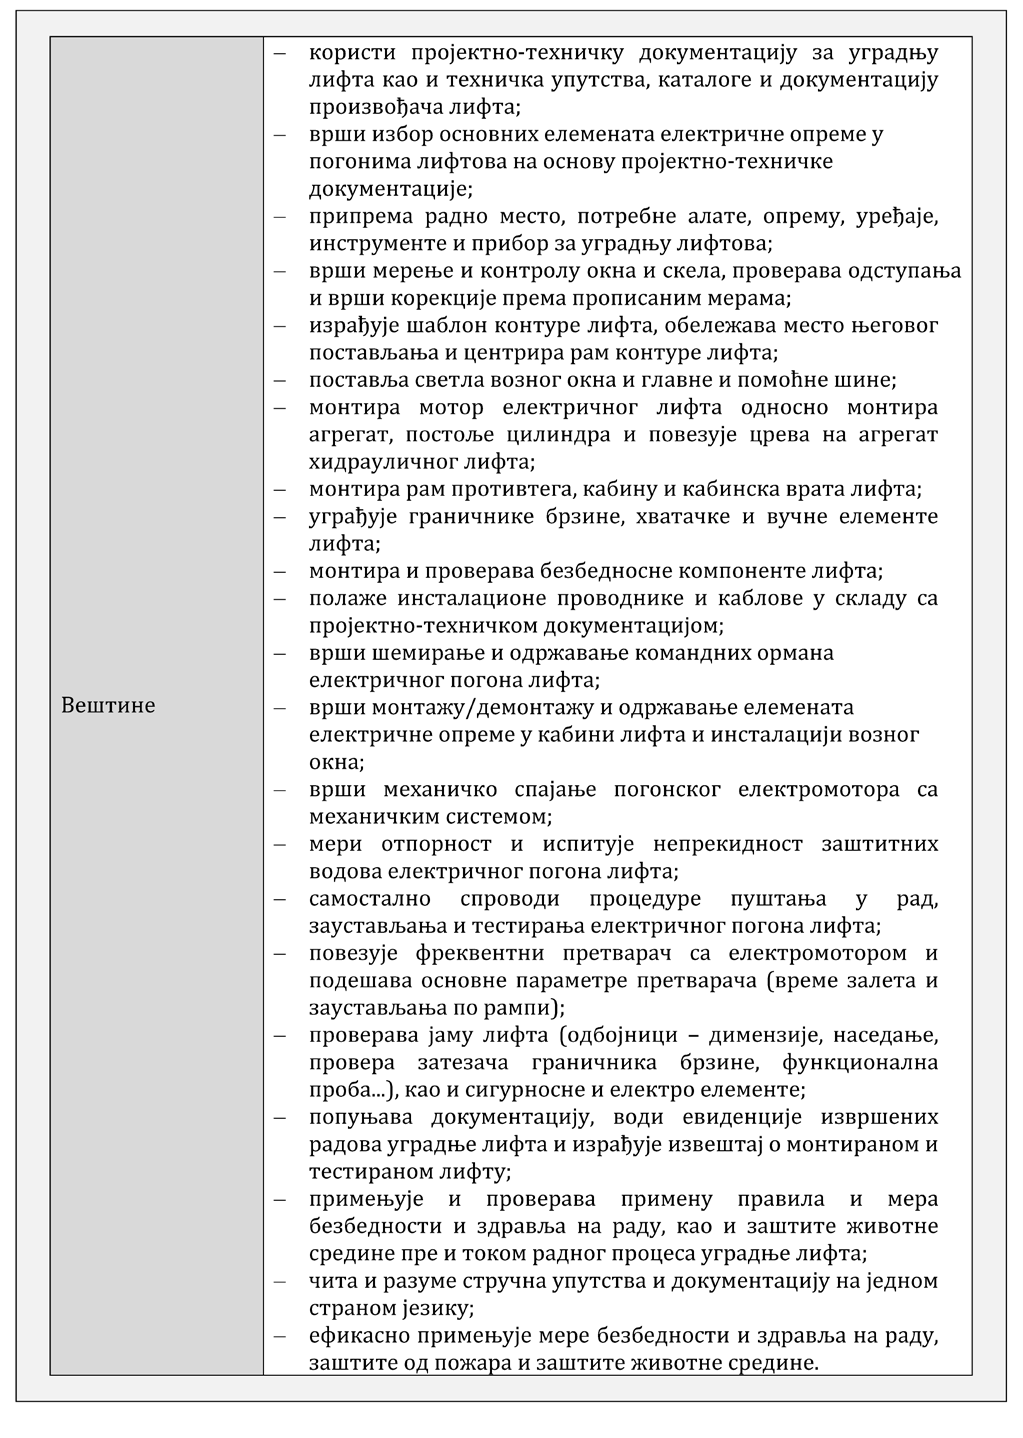 – користи пројектно-техничку документацију за уградњу
лифта као и техничка упутства, каталоге и документацију
произвођача лифта;
– врши избор основних елемената електричне опреме у
погонима лифтова на основу пројектно-техничке
документације;
– припрема радно место, потребне алате, опрему, уређаје,
инструменте и прибор за уградњу лифтова;
– врши мерење и контролу окна и скела, проверава одступања
и врши корекције према прописаним мерама;
– израђује шаблон контуре лифта, обележава место његовог
постављања и центрира рам контуре лифта;
– поставља светла возног окна и главне и помоћне шине;
– монтира мотор електричног лифта односно монтира
агрегат, постоље цилиндра и повезује црева на агрегат
хидрауличног лифта;
– монтира рам противтега, кабину и кабинска врата лифта;
– уграђује граничнике брзине, хватачке и вучне елементе
лифта;
– монтира и проверава безбедносне компоненте лифта;
– полаже инсталационе проводнике и каблове у складу са
пројектно-техничком документацијом;
– врши шемирање и одржавање командних ормана
електричног погона лифта;
Вештине
– врши монтажу/демонтажу и одржавање елемената
електричне опреме у кабини лифта и инсталацији возног
окна;
– врши механичко спајање погонског електромотора са
механичким системом;
– мери отпорност и испитује непрекидност заштитних
водова електричног погона лифта;
– самостално спроводи процедуре пуштања у рад,
заустављања и тестирања електричног погона лифта;
– повезује фреквентни претварач са електромотором и
подешава основне параметре претварача (време залета и
заустављања по рампи);
– проверава јаму лифта (одбојници – димензије, наседање,
провера затезача граничника брзине, функционална
проба...), као и сигурносне и електро елементе;
– попуњава документацију, води евиденције извршених
радова уградње лифта и израђује извештај о монтираном и
тестираном лифту;
– примењује и проверава примену правила и мера
безбедности и здравља на раду, као и заштите животне
средине пре и током радног процеса уградње лифта;
– чита и разуме стручна упутства и документацију на једном
страном језику;
– ефикасно примењује мере безбедности и здравља на раду,
заштите од пожара и заштите животне средине.